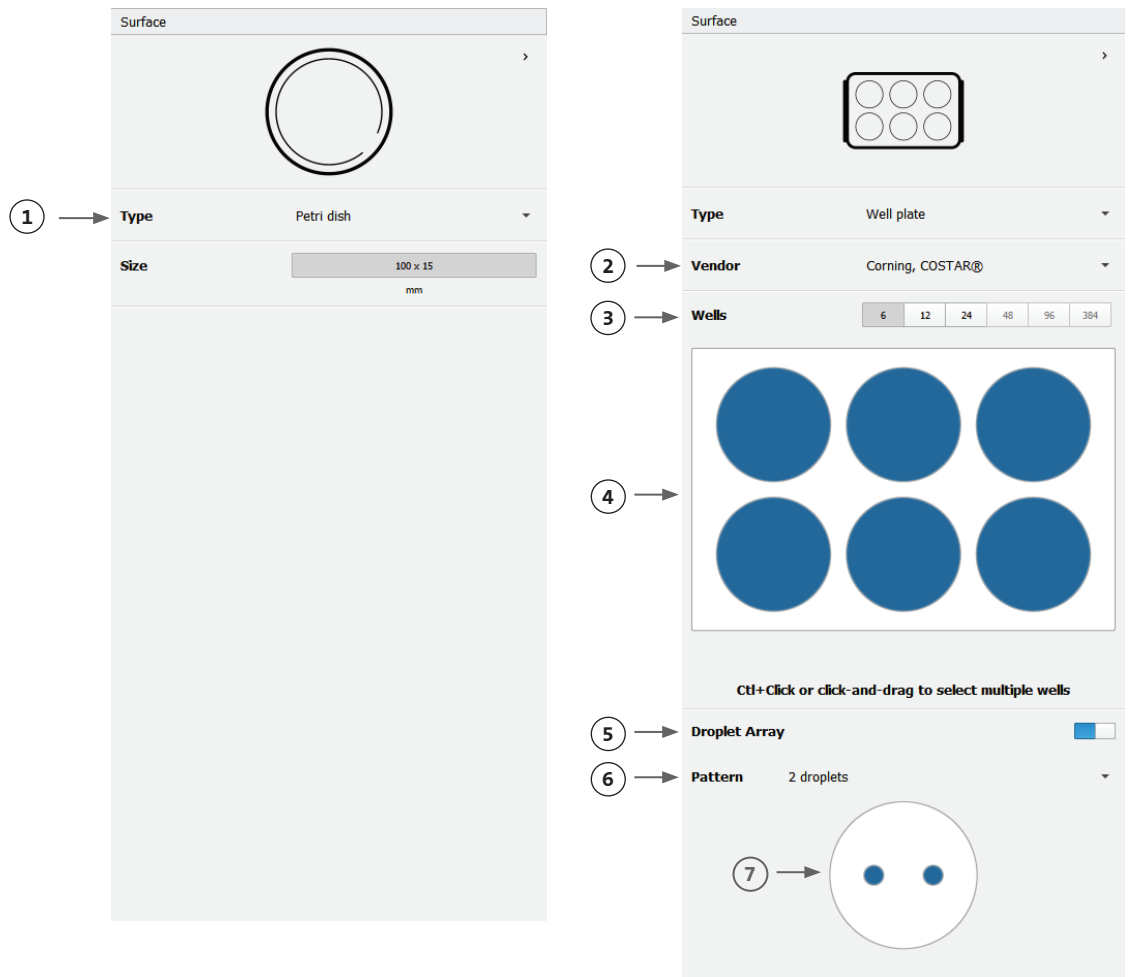 Surface
1
Type Petri dish
Size 100 x 15
mm
Surface
Type Well plate
2
Vendor Corning, COSTAR®
3
Wells 6 12 24 48 96 384
4
Ctl+Click or click-and-drag to select multiple wells
5
Droplet Array
6
Pattern 2 droplets
7